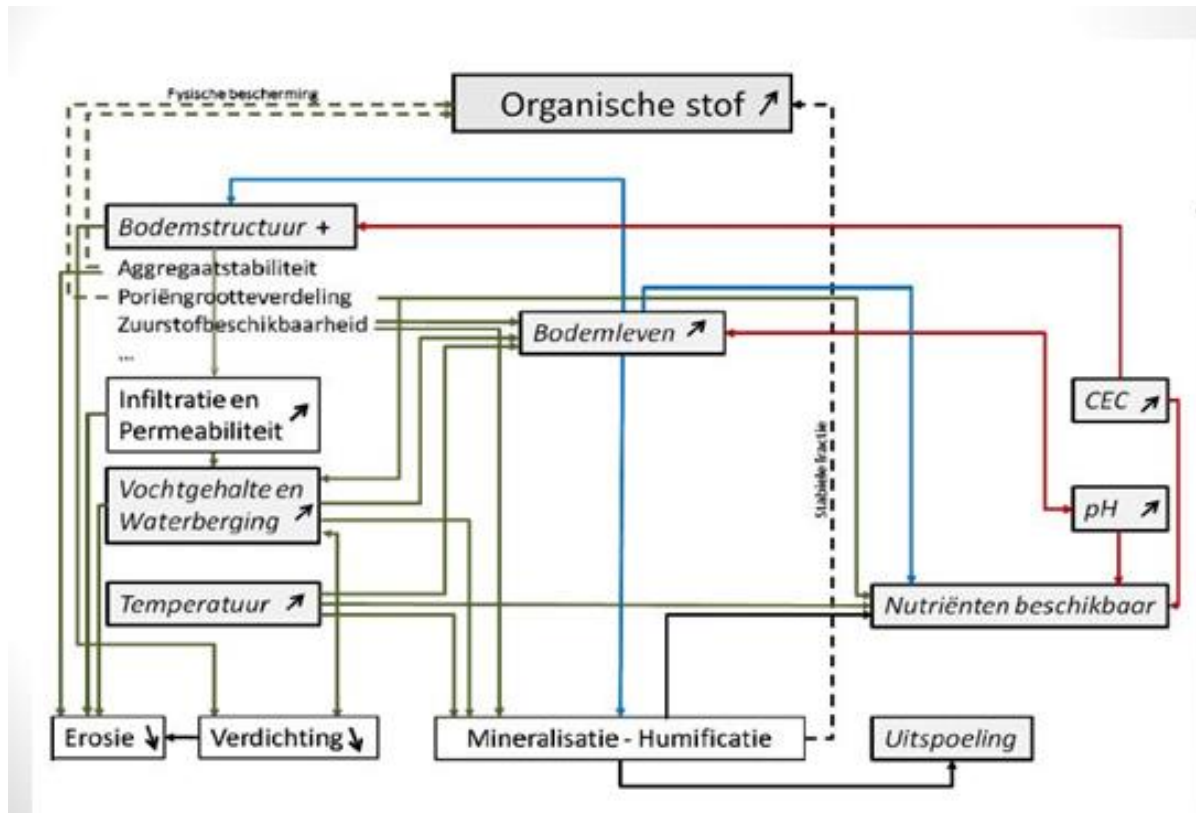 Fysische bescherming
Organische stof
Bodemstructuur +
Aggregaatstabiliteit
Poriëngrootteverdeling
Zuurstofbeschikbaarheid
...
Bodemleven
Infiltratie en
Permeabiliteit
CEC
Stabiele fractie
Vochtgehalte en
Waterberging
pH
Temperatuur
Nutriënten beschikbaar
Erosie
Verdichting
Mineralisatie - Humificatie
Uitspoeling